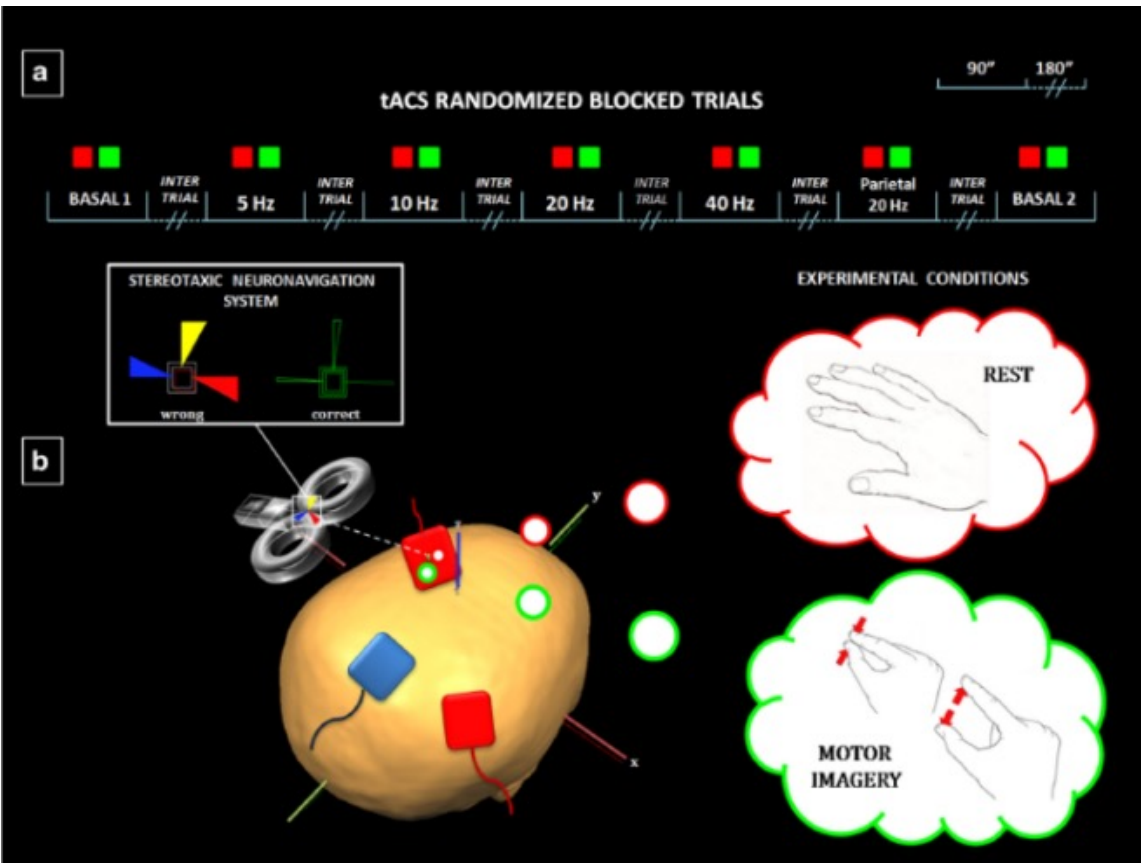 a
90” 180”
tACS RANDOMIZED BLOCKED TRIALS
BASAL 1
INTER
TRIAL
5 Hz
INTER
TRIAL
10 Hz
INTER
TRIAL
20 Hz
INTER
TRIAL
40 Hz
INTER
TRIAL
Parietal
20 Hz
INTER
TRIAL
BASAL 2
STEREOTAXIC NEURONAVIGATION
SYSTEM
wrong correct
EXPERIMENTAL CONDITIONS
REST
b
y
x
MOTOR
IMAGERY